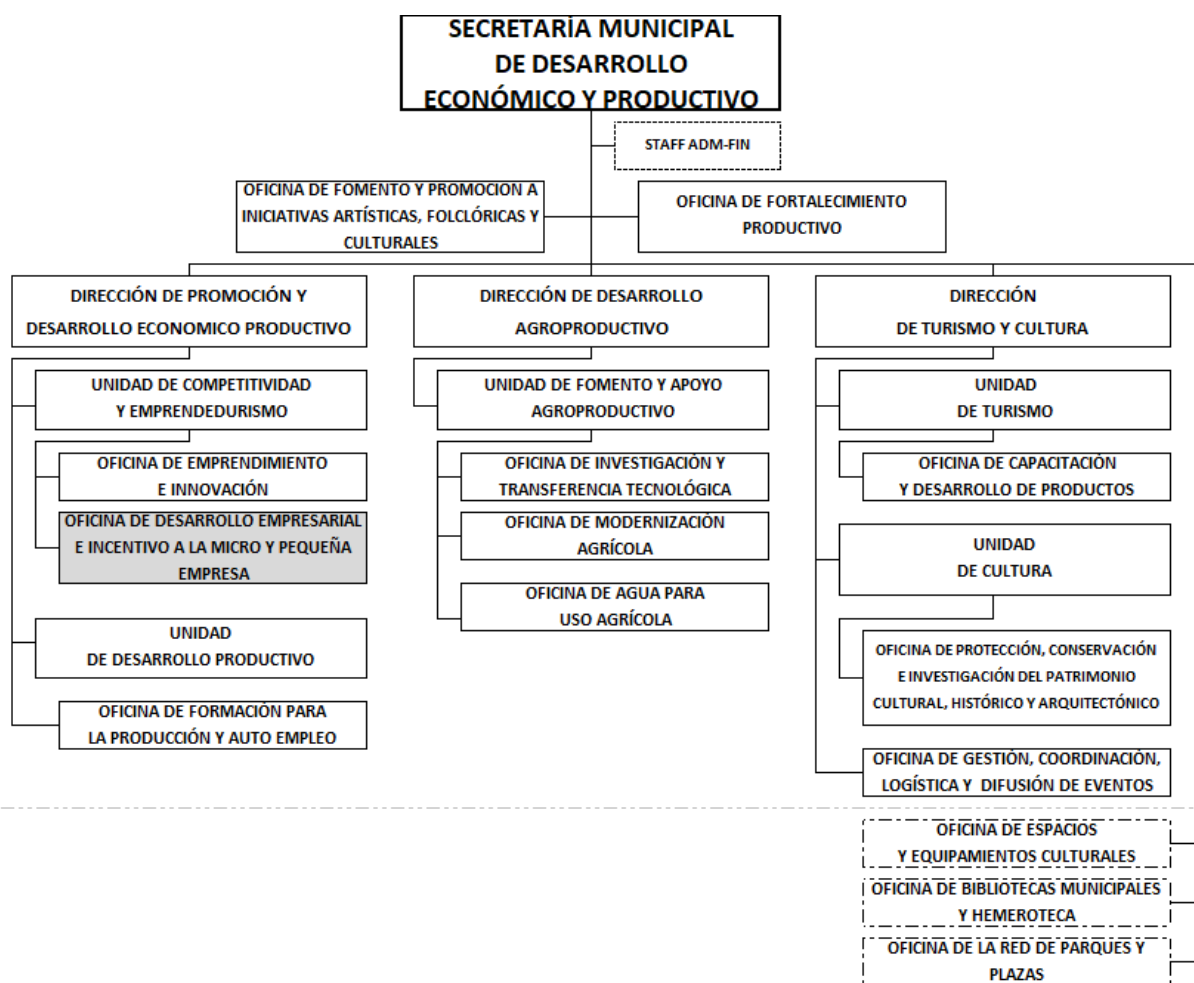 SECRETARÍA MUNICIPAL
DE DESARROLLO
ECONÓMICO Y PRODUCTIVO
STAFF ADM-FIN
OFICINA DE FOMENTO Y PROMOCION A
INICIATIVAS ARTÍSTICAS, FOLCLÓRICAS Y
CULTURALES
OFICINA DE FORTALECIMIENTO
PRODUCTIVO
DIRECCIÓN DE PROMOCIÓN Y
DESARROLLO ECONOMICO PRODUCTIVO
UNIDAD DE COMPETITIVIDAD
Y EMPRENDEDURISMO
OFICINA DE EMPRENDIMIENTO
E INNOVACIÓN
OFICINA DE DESARROLLO EMPRESARIAL
E INCENTIVO A LA MICRO Y PEQUEÑA
EMPRESA
UNIDAD
DE DESARROLLO PRODUCTIVO
OFICINA DE FORMACIÓN PARA
LA PRODUCCIÓN Y AUTO EMPLEO
DIRECCIÓN DE DESARROLLO
AGROPRODUCTIVO
UNIDAD DE FOMENTO Y APOYO
AGROPRODUCTIVO
OFICINA DE INVESTIGACIÓN Y
TRANSFERENCIA TECNOLÓGICA
OFICINA DE MODERNIZACIÓN
AGRÍCOLA
OFICINA DE AGUA PARA
USO AGRÍCOLA
DIRECCIÓN
DE TURISMO Y CULTURA
UNIDAD
DE TURISMO
OFICINA DE CAPACITACIÓN
Y DESARROLLO DE PRODUCTOS
UNIDAD
DE CULTURA
OFICINA DE PROTECCIÓN, CONSERVACIÓN
E INVESTIGACIÓN DEL PATRIMONIO
CULTURAL, HISTÓRICO Y ARQUITECTÓNICO
OFICINA DE GESTIÓN, COORDINACIÓN,
LOGÍSTICA Y DIFUSIÓN DE EVENTOS
OFICINA DE ESPACIOS
Y EQUIPAMIENTOS CULTURALES
OFICINA DE BIBLIOTECAS MUNICIPALES
Y HEMEROTECA
OFICINA DE LA RED DE PARQUES Y
PLAZAS